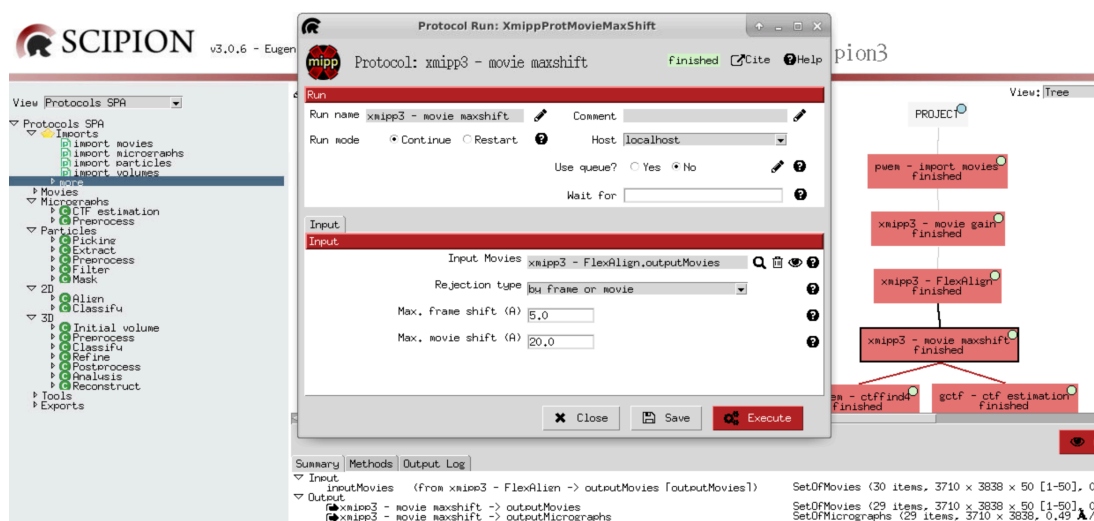 SCIPION v3.0.6 - Eugen
pion3
Protocol Run: XmippProtMovieMaxShift
mipp Protocol: xmipp3 - movie maxshift finished Cite Help
Run
Run name xmipp3 - movie maxshift Comment
Run mode Continue Restart Host localhost
Use queue? Yes No
Wait for
Input
Input
Input Movies xmipp3 - FlexAlign.outputMovies
Rejection type by frame or movie
Max. frame shift (A) 5.0
Max. movie shift (A) 20.0
Close Save Execute
View Protocols SPA
Protocols SPA
Imports
import movies
import micrographs
import particles
import volumes
more
Movies
Micrographs
CTF estimation
Preprocess
Particles
Picking
Extract
Preprocess
Filter
Mask
2D
Align
Classify
3D
Initial volume
Preprocess
Classify
Refine
Postprocess
Analysis
Reconstruct
Tools
Exports
View: Tree
PROJECT
pwem - import movies
finished
xmipp3 - movie gain
finished
xmipp3 - FlexAlign
finished
xmipp3 - movie maxshift
finished
em - ctffind4
finished
gctf - ctf estimation
finished
Summary Methods Output Log
Input
inputMovies (from xmipp3 - FlexAlign -> outputMovies [outputMovies]) SetOfMovies (30 items, 3710 x 3838 x 50 [1-50], 0
Output
xmipp3 - movie maxshift -> outputMovies SetOfMovies (29 items, 3710 x 3838 x 50 [1-50], 0
xmipp3 - movie maxshift -> outputMicrographs SetOfMicrographs (29 items, 3710 x 3838, 0.49 Å/